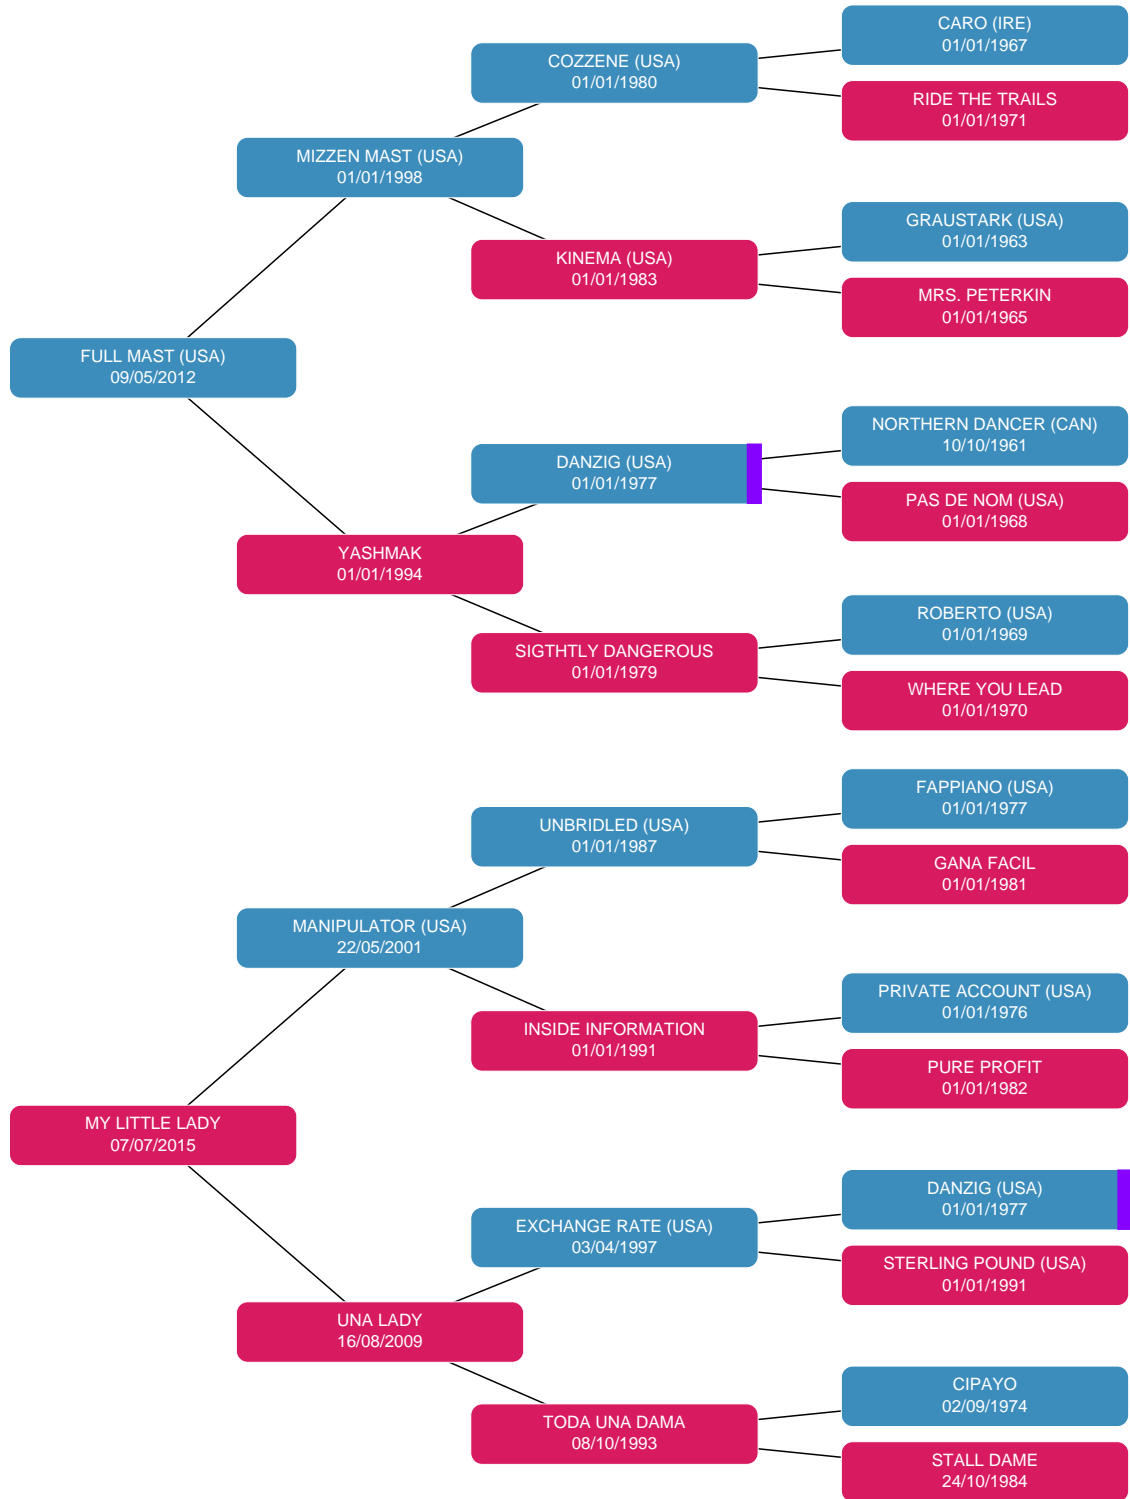 CARO (IRE)
01/01/1967
COZZENE (USA)
01/01/1980
RIDE THE TRAILS
01/01/1971
MIZZEN MAST (USA)
01/01/1998
GRAUSTARK (USA)
01/01/1963
KINEMA (USA)
01/01/1983
MRS. PETERKIN
01/01/1965
FULL MAST (USA)
09/05/2012
NORTHERN DANCER (CAN)
10/10/1961
DANZIG (USA)
01/01/1977
PAS DE NOM (USA)
01/01/1968
YASHMAK
01/01/1994
ROBERTO (USA)
01/01/1969
SIGTHTLY DANGEROUS
01/01/1979
WHERE YOU LEAD
01/01/1970
FAPPIANO (USA)
01/01/1977
UNBRIDLED (USA)
01/01/1987
GANA FACIL
01/01/1981
MANIPULATOR (USA)
22/05/2001
PRIVATE ACCOUNT (USA)
01/01/1976
INSIDE INFORMATION
01/01/1991
PURE PROFIT
01/01/1982
MY LITTLE LADY
07/07/2015
DANZIG (USA)
01/01/1977
EXCHANGE RATE (USA)
03/04/1997
STERLING POUND (USA)
01/01/1991
UNA LADY
16/08/2009
CIPAYO
02/09/1974
TODA UNA DAMA
08/10/1993
STALL DAME
24/10/1984